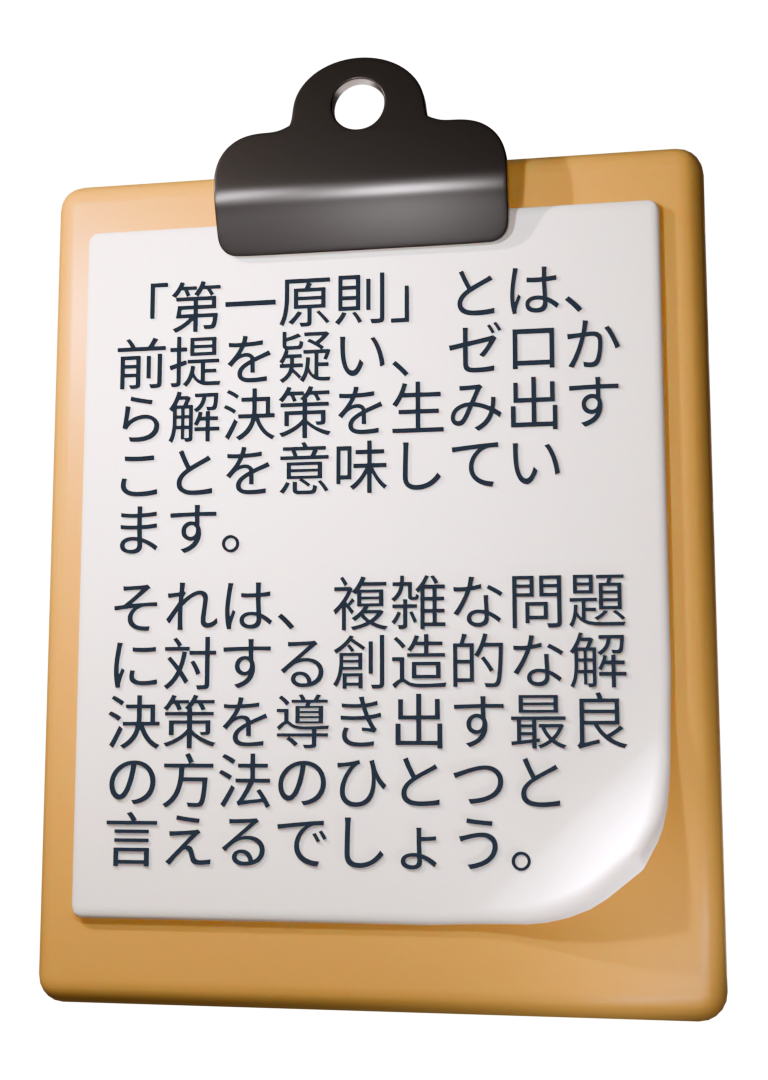 「第一原則」とは、
前提を疑い、ゼロか
ら解決策を生み出す
ことを意味してい
ます。
それは、複雑な問題
に対する創造的な解
決策を導き出す最良
の方法のひとつと
言えるでしょう。